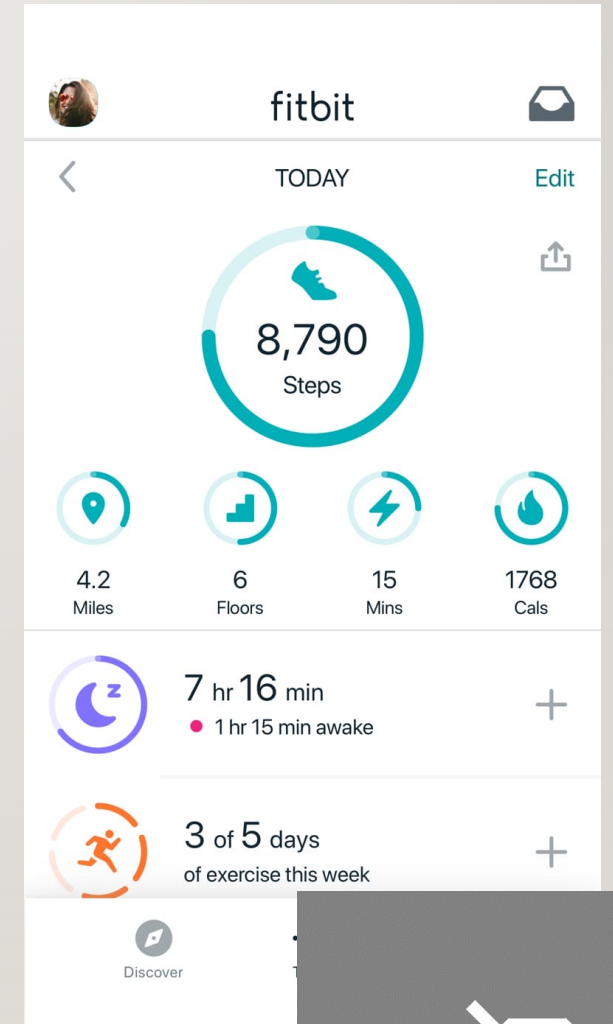 fitbit
TODAY
Edit
8,790
Steps
4.2
Miles
6
Floors
15
Mins
1768
Cals
z
7 hr 16 min
1 hr 15 min awake
3 of 5 days
of exercise this week
Discover